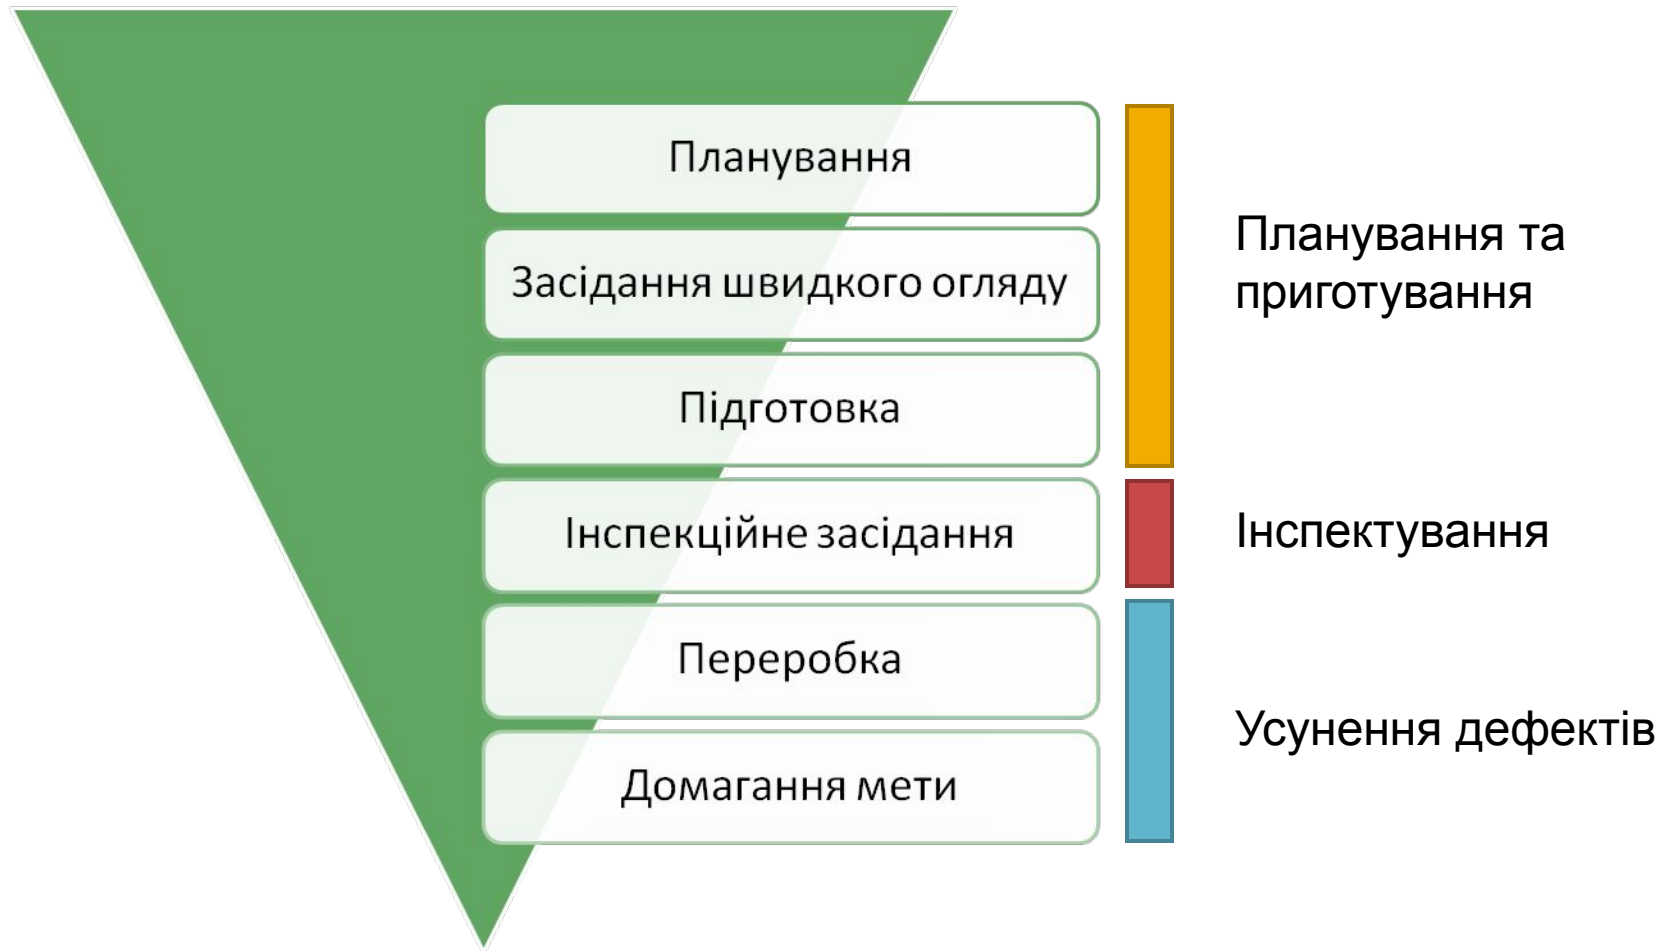 Планування
Засідання швидкого огляду
Підготовка
Інспекційне засідання
Переробка
Домагання мети
Планування та
приготування
Інспектування
Усунення дефектів